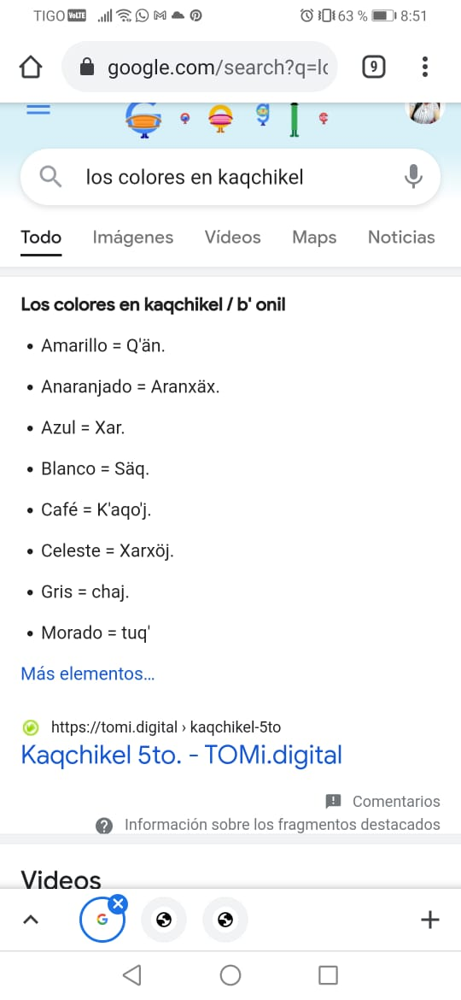 TIGO VoLTE 63 % 8:51
google.com/search?q=lc 9
Google
los colores en kaqchikel
Todo Imágenes Vídeos Maps Noticias
Los colores en kaqchikel / b' onil
• Amarillo = Q'än.
• Anaranjado = Aranxäx.
• Azul = Xar.
• Blanco = Säq.
• Café = K'aqo'j.
• Celeste = Xarxöj.
• Gris = chaj.
• Morado = tuq'
Más elementos...
https://tomi.digital › kaqchikel-5to
Kaqchikel 5to. - TOMi.digital
Comentarios
Información sobre los fragmentos destacados
Videos
G